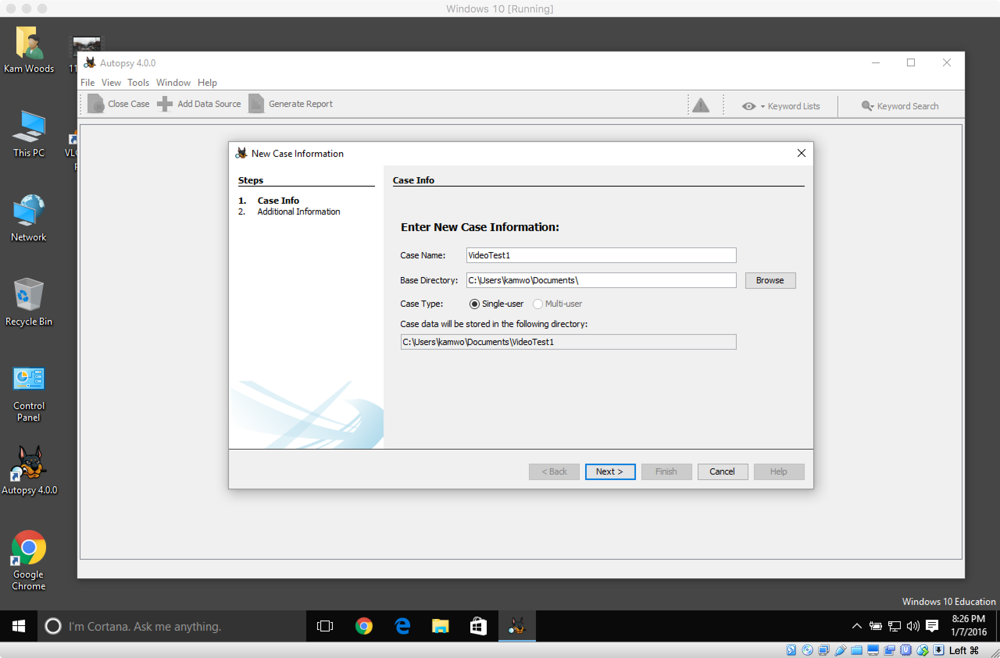 Windows 10 [Running]
Kam Woods
11
This PC
VLC
p
Network
Recycle Bin
Control
Panel
Autopsy 4.0.0
Google
Chrome
Autopsy 4.0.0
File View Tools Window Help
Close Case Add Data Source Generate Report Keyword Lists Keyword Search
New Case Information
Steps
1. Case Info
2. Additional Information
Case Info
Enter New Case Information:
Case Name: VideoTest1
Base Directory: C:\Users\kamwo\Documents\ Browse
Case Type: Single-user Multi-user
Case data will be stored in the following directory:
C:\Users\kamwo\Documents\VideoTest1
< Back Next > Finish Cancel Help
Windows 10 Education
I'm Cortana. Ask me anything.
8:26 PM
1/7/2016
Left ⌘